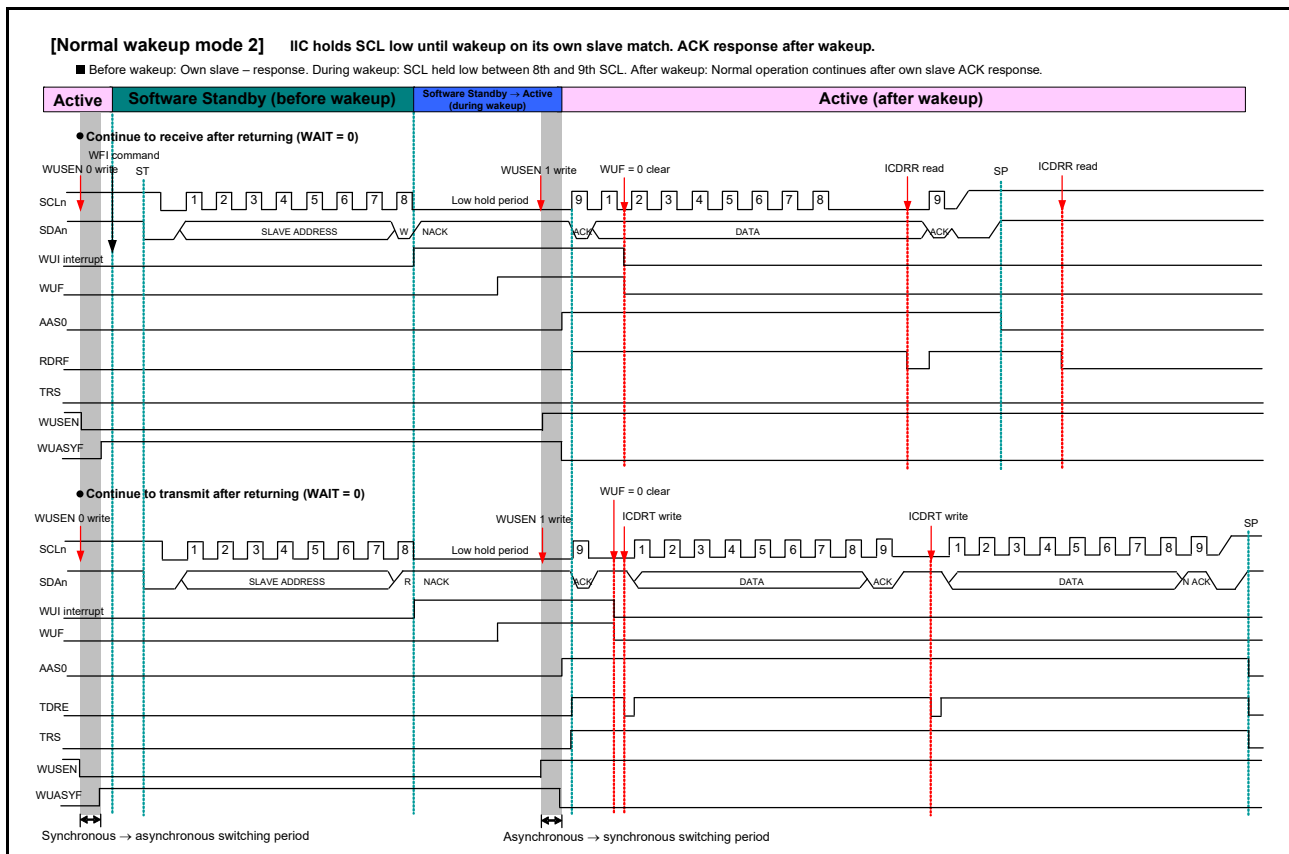 [Normal wakeup mode 2] IIC holds SCL low until wakeup on its own slave match. ACK response after wakeup.
■ Before wakeup: Own slave – response. During wakeup: SCL held low between 8th and 9th SCL. After wakeup: Normal operation continues after own slave ACK response.
Active Software Standby (before wakeup) Software Standby → Active (during wakeup) Active (after wakeup)
● Continue to receive after returning (WAIT = 0)
WFI command
WUSEN 0 write ST WUSEN 1 write WUF = 0 clear ICDRR read SP ICDRR read
SCLn 1 2 3 4 5 6 7 8 Low hold period 9 1 2 3 4 5 6 7 8 9
SDAn SLAVE ADDRESS W NACK ACK DATA ACK
WUI interrupt
WUF
AAS0
RDRF
TRS
WUSEN
WUASYF
● Continue to transmit after returning (WAIT = 0)
WUF = 0 clear
WUSEN 0 write WUSEN 1 write ICDRT write ICDRT write SP
SCLn 1 2 3 4 5 6 7 8 Low hold period 9 1 2 3 4 5 6 7 8 9 1 2 3 4 5 6 7 8 9
SDAn SLAVE ADDRESS R NACK ACK DATA ACK DATA N ACK
WUI interrupt
WUF
AAS0
TDRE
TRS
WUSEN
WUASYF
Synchronous → asynchronous switching period Asynchronous → synchronous switching period